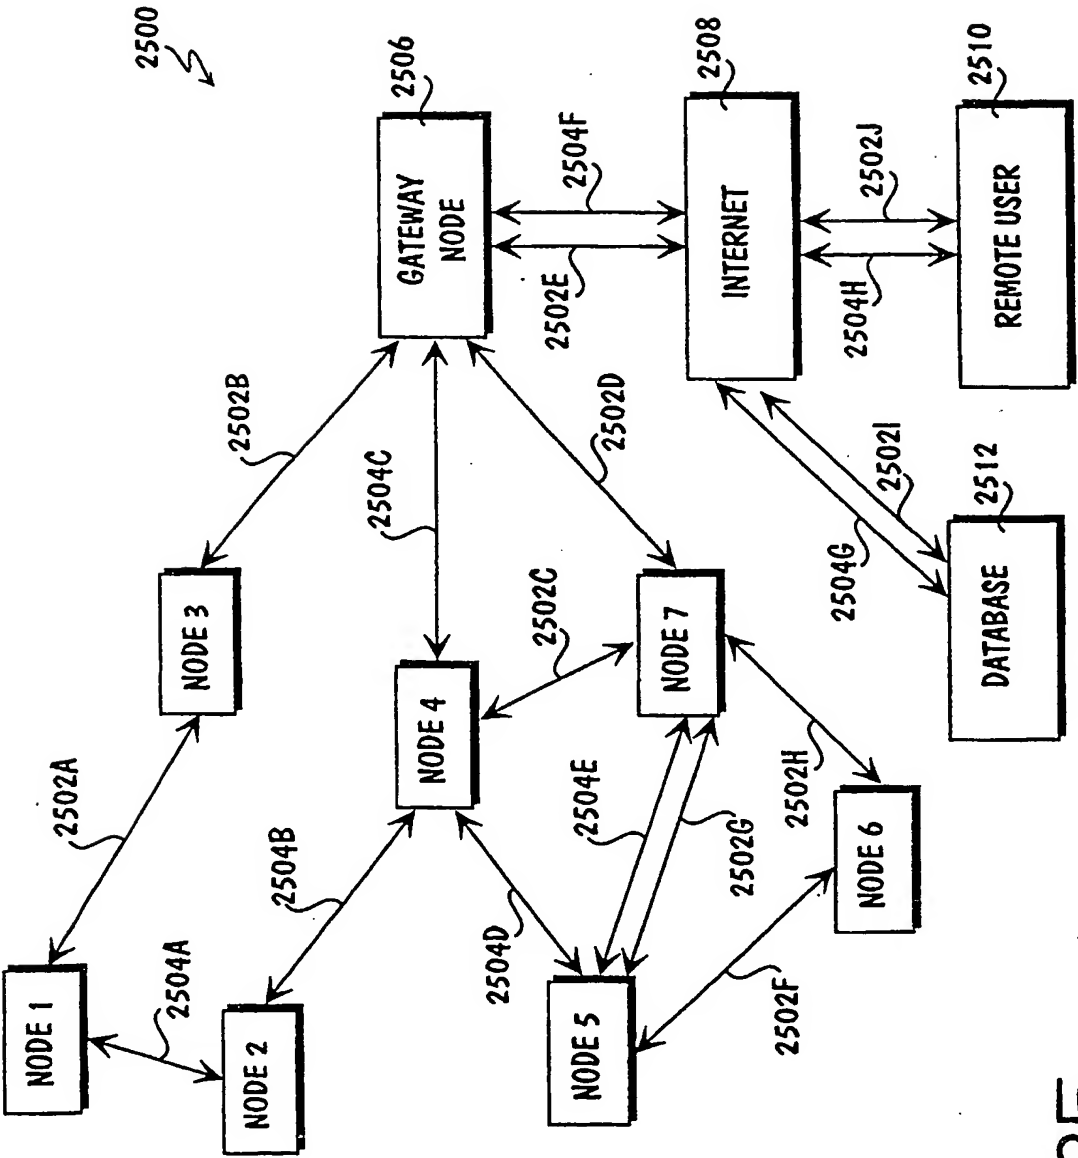 2500
NODE 1
2502A
2504A
NODE 3
2502B
NODE 2
2504B
2504C
2506
GATEWAY
NODE
NODE 4
2504D
2502C
2502E
2504F
NODE 5
2504E
2502D
NODE 7
2508
INTERNET
2502G
2502F
2502H
2504G
2504H
2502J
NODE 6
2502I
2512
DATABASE
2510
REMOTE USER